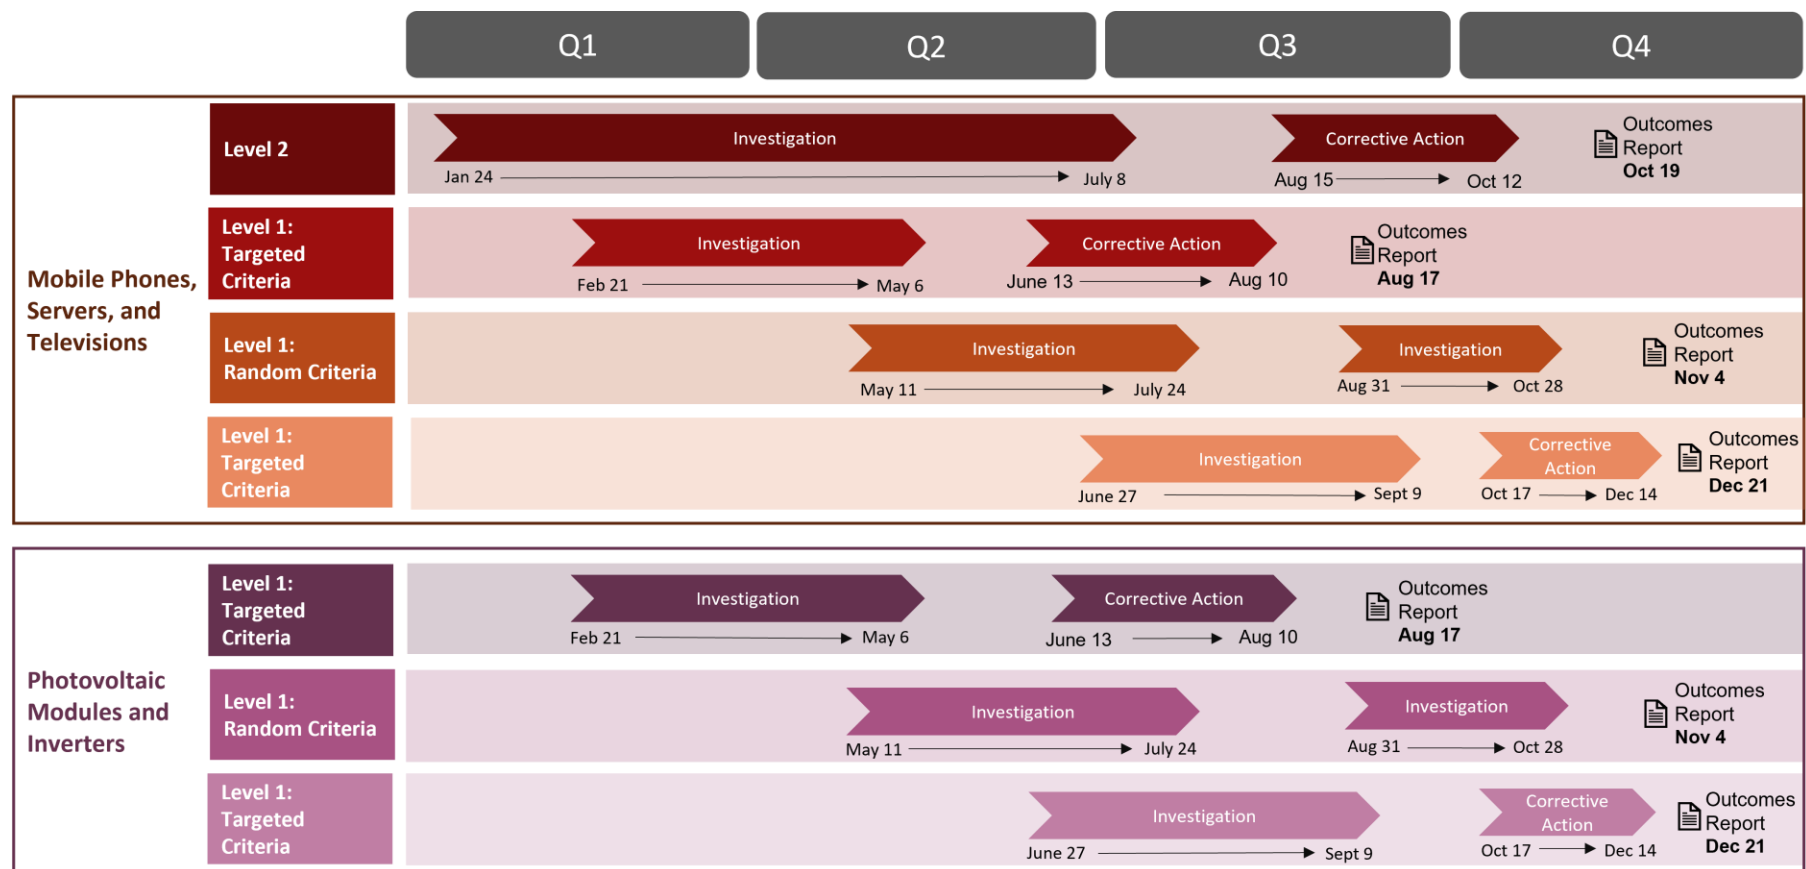 Q1
Q2
Q3
Q4
Mobile Phones,
Servers, and
Televisions
Level 2
Investigation
Jan 24
July 8
Corrective Action
Aug 15
Oct 12
Outcomes
Report
Oct 19
Level 1:
Targeted
Criteria
Investigation
Feb 21
May 6
Corrective Action
June 13
Aug 10
Outcomes
Report
Aug 17
Level 1:
Random Criteria
Investigation
May 11
July 24
Investigation
Aug 31
Oct 28
Outcomes
Report
Nov 4
Level 1:
Targeted
Criteria
Investigation
June 27
Sept 9
Corrective
Action
Oct 17
Dec 14
Outcomes
Report
Dec 21
Photovoltaic
Modules and
Inverters
Level 1:
Targeted
Criteria
Investigation
Feb 21
May 6
Corrective Action
June 13
Aug 10
Outcomes
Report
Aug 17
Level 1:
Random Criteria
Investigation
May 11
July 24
Investigation
Aug 31
Oct 28
Outcomes
Report
Nov 4
Level 1:
Targeted
Criteria
Investigation
June 27
Sept 9
Corrective
Action
Oct 17
Dec 14
Outcomes
Report
Dec 21